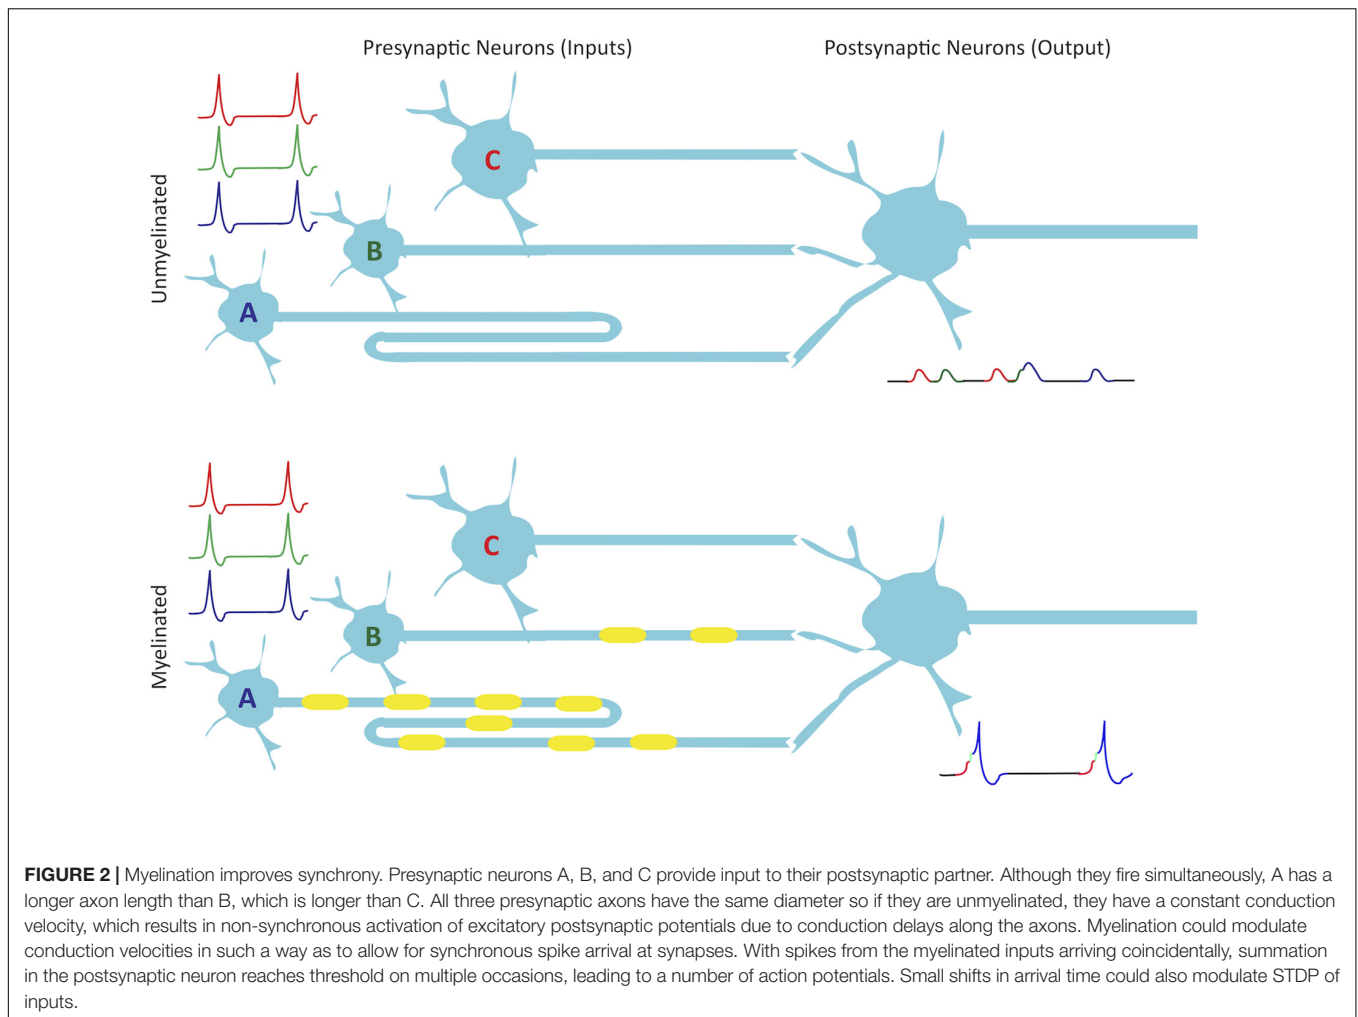 Presynaptic Neurons (Inputs)
Postsynaptic Neurons (Output)
Unmyelinated
C
B
A
Myelinated
C
B
A
FIGURE 2 | Myelination improves synchrony. Presynaptic neurons A, B, and C provide input to their postsynaptic partner. Although they fire simultaneously, A has a
longer axon length than B, which is longer than C. All three presynaptic axons have the same diameter so if they are unmyelinated, they have a constant conduction
velocity, which results in non-synchronous activation of excitatory postsynaptic potentials due to conduction delays along the axons. Myelination could modulate
conduction velocities in such a way as to allow for synchronous spike arrival at synapses. With spikes from the myelinated inputs arriving coincidentally, summation
in the postsynaptic neuron reaches threshold on multiple occasions, leading to a number of action potentials. Small shifts in arrival time could also modulate STDP of
inputs.